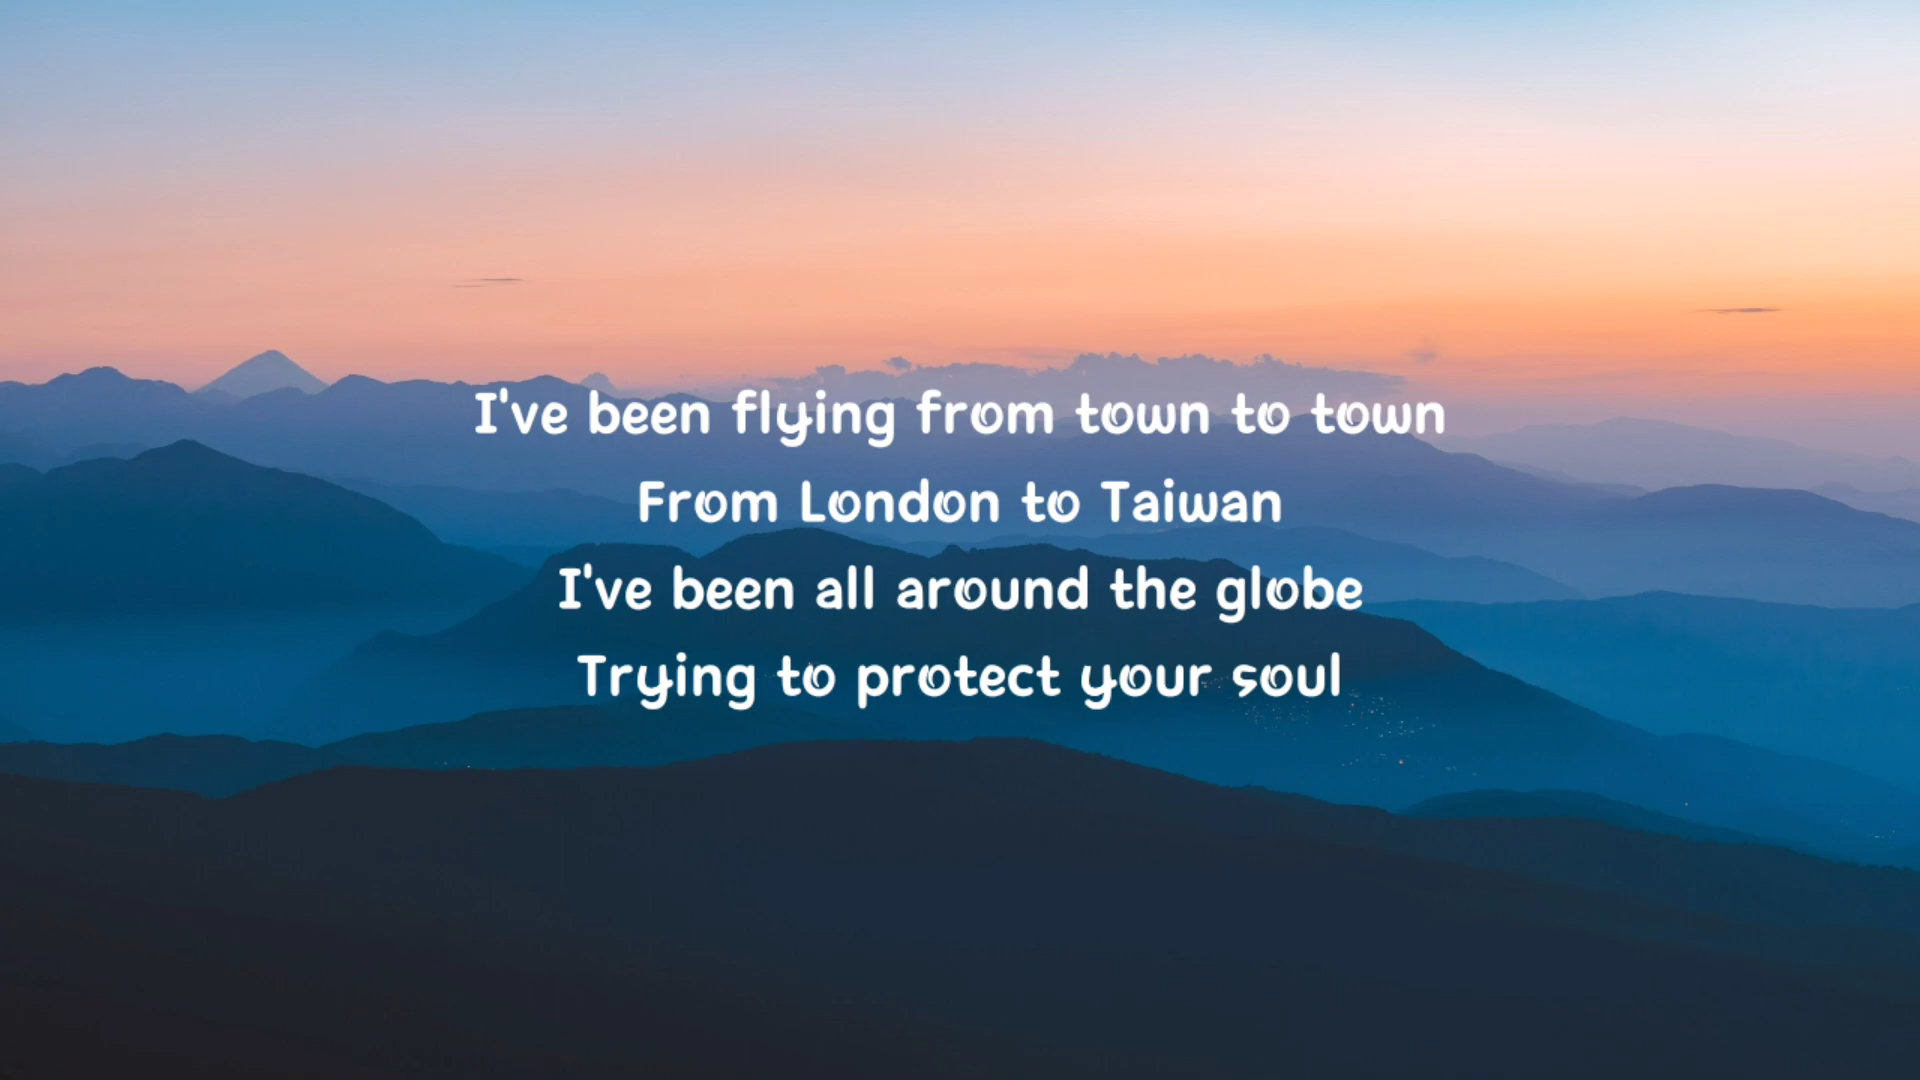 I've been flying from town to town
From London to Taiwan
I've been all around the globe
Trying to protect your soul